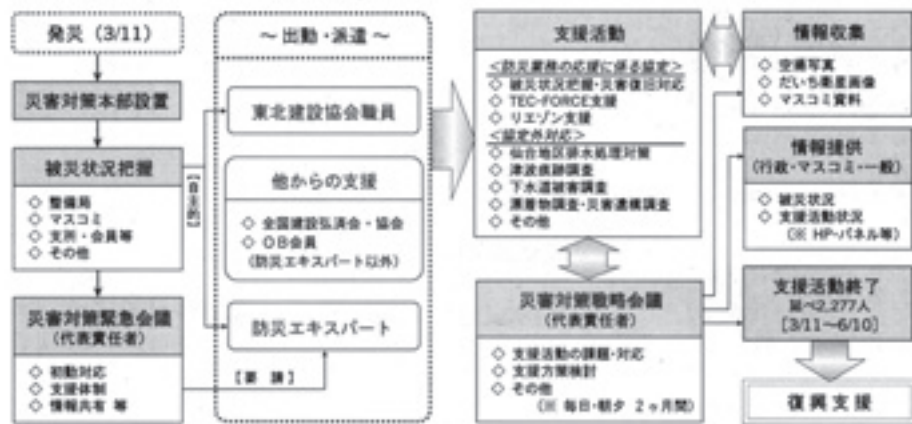 発災(3/11)
災害対策本部設置
被災状況把握
◇ 整備局
◇ マスコミ
◇ 支所・会員等
◇ その他
災害対策緊急会議
(代表責任者)
◇ 初動対応
◇ 支援体制
◇ 情報共有 等
【自主的】
【要 請】
~ 出動・派遣 ~
東北建設協会職員
他からの支援
◇ 全国建設弘済会・協会
◇ OB会員
(防災エキスパート以外)
防災エキスパート
支援活動
<防災業務の応援に係る協定>
◇ 被災状況把握・災害復旧対応
◇ TEC-FORCE支援
◇ リエゾン支援
<協定外対応>
◇ 仙台地区排水処理対策
◇ 津波痕跡調査
◇ 下水道被害調査
◇ 漂着物調査・災害遺構調査
◇ その他
災害対策戦略会議
(代表責任者)
◇ 支援活動の課題・対応
◇ 支援方策検討
◇ その他
(※ 毎日・朝夕 2ヶ月間)
情報収集
◇ 空撮写真
◇ だいち衛星画像
◇ マスコミ資料
情報提供
(行政・マスコミ・一般)
◇ 被災状況
◇ 支援活動状況
(※ HP・パネル等)
支援活動終了
延べ2,277人
[3/11~6/10]
復興支援